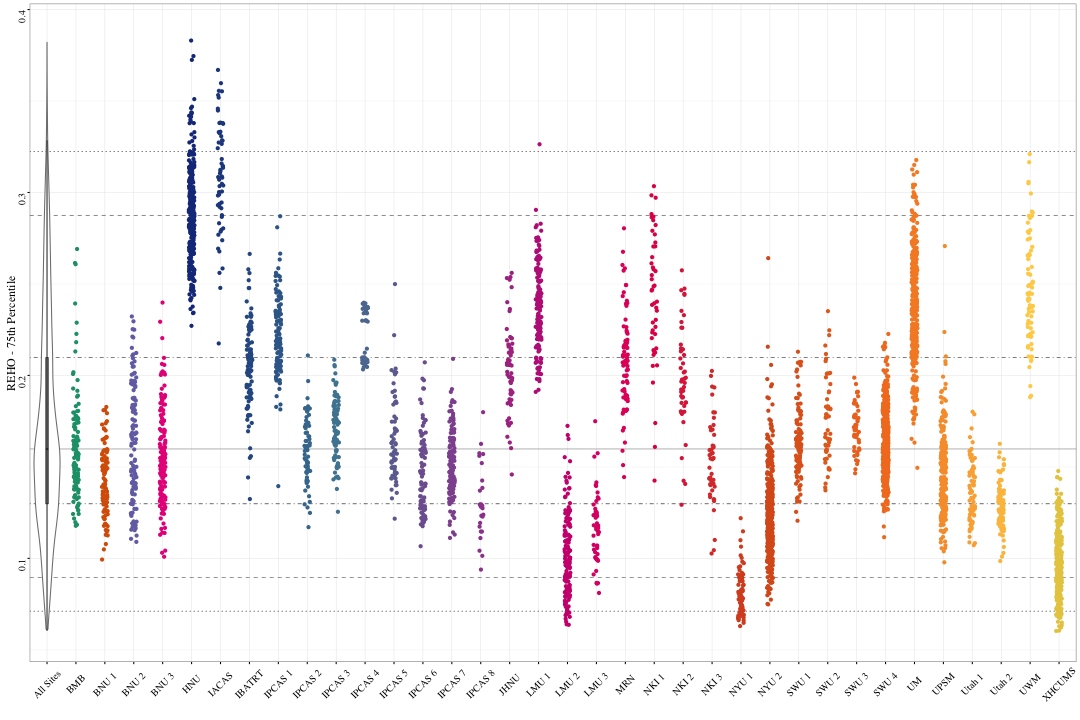 REHO - 75th Percentile
0.4
0.3
0.2
0.1
All Sites
BMB
BNU 1
BNU 2
BNU 3
HNU
IACAS
IBATRT
IPCAS 1
IPCAS 2
IPCAS 3
IPCAS 4
IPCAS 5
IPCAS 6
IPCAS 7
IPCAS 8
JHNU
LMU 1
LMU 2
LMU 3
MRN
NKI 1
NKI 2
NKI 3
NYU 1
NYU 2
SWU 1
SWU 2
SWU 3
SWU 4
UM
UPSM
Utah 1
Utah 2
UWM
XHCUMS